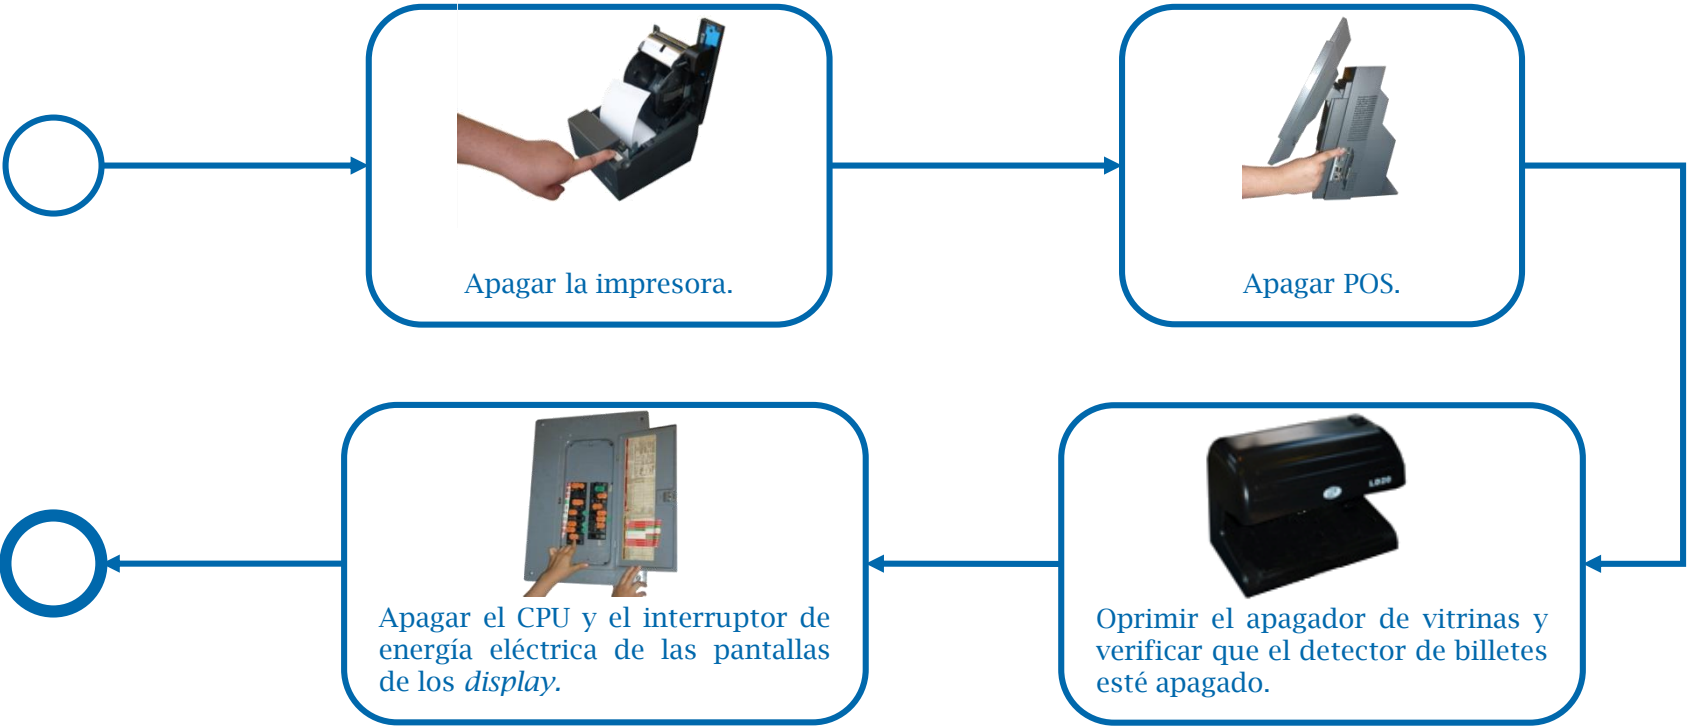 Apagar la impresora.
Apagar POS.
Apagar el CPU y el interruptor de
energía eléctrica de las pantallas
de los display.
LD20
Oprimir el apagador de vitrinas y
verificar que el detector de billetes
esté apagado.